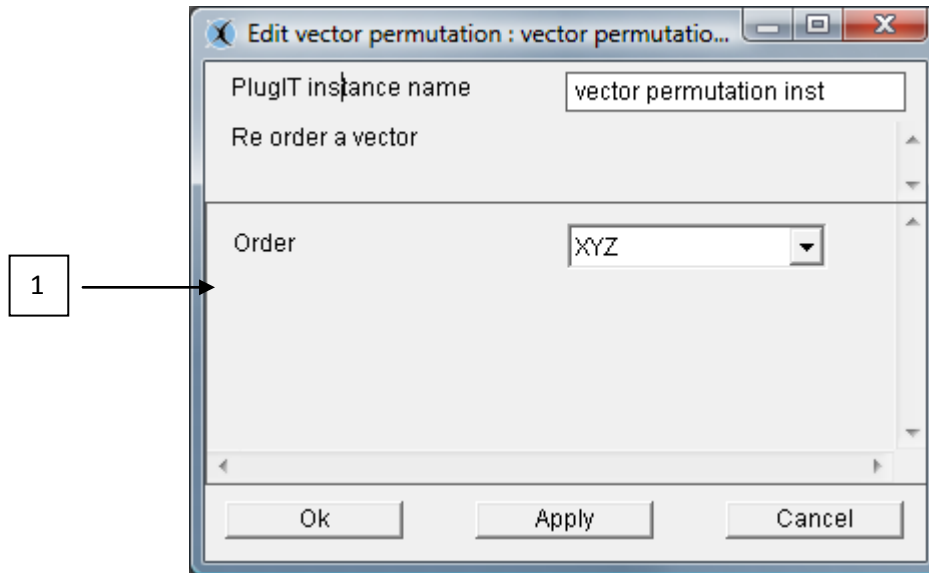 Edit vector permutation : vector permutatio...
PlugIT instance name
vector permutation inst
Re order a vector
Order
XYZ
1
Ok
Apply
Cancel